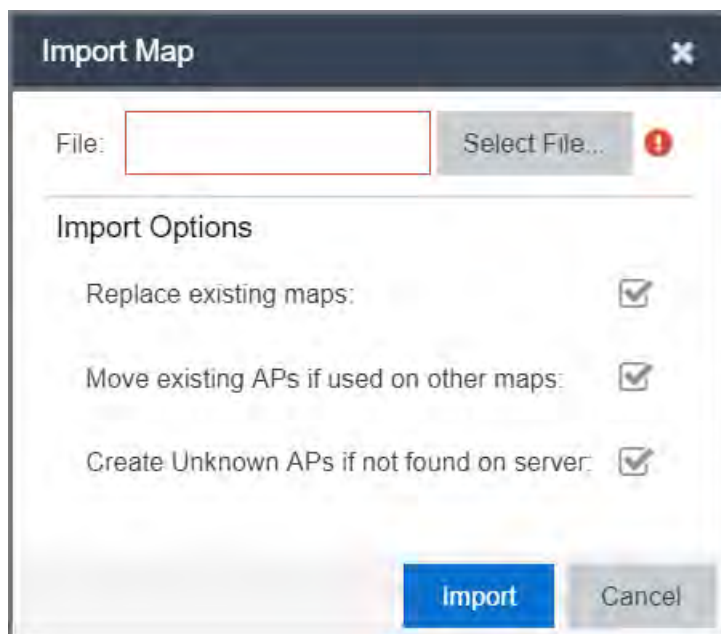 Import Map
File:
Select File...
Import Options
Replace existing maps:
Move existing APs if used on other maps:
Create Unknown APs if not found on server:
Import
Cancel